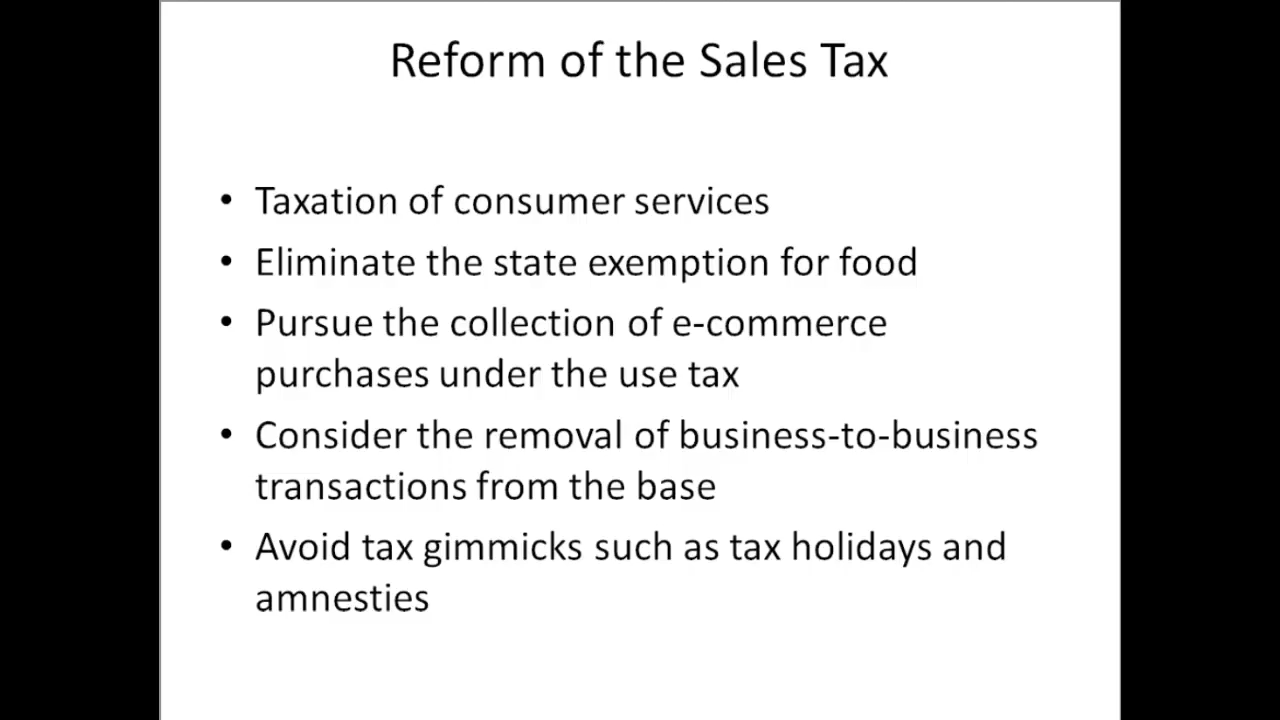 Reform of the Sales Tax
• Taxation of consumer services
• Eliminate the state exemption for food
• Pursue the collection of e-commerce
purchases under the use tax
• Consider the removal of business-to-business
transactions from the base
• Avoid tax gimmicks such as tax holidays and
amnesties